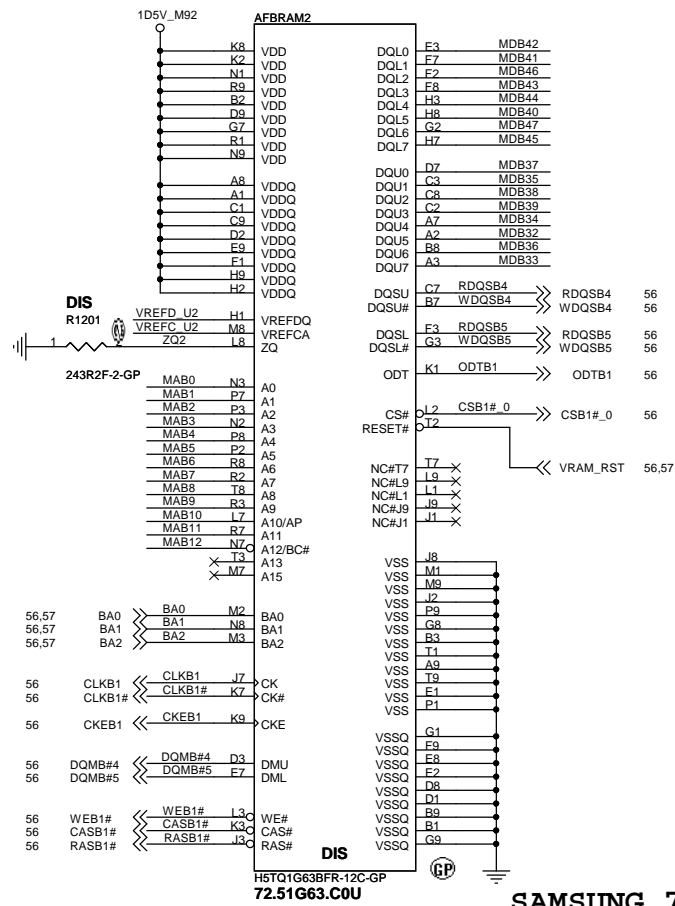 1D5V_M92
AFBRAM2
K8 VDD
K2 VDD
N1 VDD
R9 VDD
B2 VDD
D9 VDD
G7 VDD
R1 VDD
N9 VDD
A8 VDDQ
A1 VDDQ
C1 VDDQ
C9 VDDQ
D2 VDDQ
E9 VDDQ
F1 VDDQ
H9 VDDQ
H2 VDDQ
DIS
R1201
VREFD_U2 H1 VREFDQ
VREFC_U2 M8 VREFCA
1 2 ZQ2 L8 ZQ
243R2F-2-GP
MAB0 N3 A0
MAB1 P7 A1
MAB2 P3 A2
MAB3 N2 A3
MAB4 P8 A4
MAB5 P2 A5
MAB6 R8 A6
MAB7 R2 A7
MAB8 T8 A8
MAB9 R3 A9
MAB10 L7 A10/AP
MAB11 R7 A11
MAB12 N7 A12/BC#
T3 A13
M7 A15
56,57 BA0 BA0 M2 BA0
56,57 BA1 BA1 N8 BA1
56,57 BA2 BA2 M3 BA2
56 CLKB1 CLKB1 J7 CK
56 CLKB1# CLKB1# K7 CK#
56 CKEB1 CKEB1 K9 CKE
56 DQMB#4 DQMB#4 D3 DMU
56 DQMB#5 DQMB#5 E7 DML
56 WEB1# WEB1# L3 WE#
56 CASB1# CASB1# K3 CAS#
56 RASB1# RASB1# J3 RAS#
DQL0 E3 MDB42
DQL1 F7 MDB41
DQL2 F2 MDB46
DQL3 F8 MDB43
DQL4 H3 MDB44
DQL5 H8 MDB40
DQL6 G2 MDB47
DQL7 H7 MDB45
DQU0 D7 MDB37
DQU1 C3 MDB35
DQU2 C8 MDB38
DQU3 C2 MDB39
DQU4 A7 MDB34
DQU5 A2 MDB32
DQU6 B8 MDB36
DQU7 A3 MDB33
DQSU C7 RDQSB4 RDQSB4 56
DQSU# B7 WDQSB4 WDQSB4 56
DQSL F3 RDQSB5 RDQSB5 56
DQSL# G3 WDQSB5 WDQSB5 56
ODT K1 ODTB1 ODTB1 56
CS# L2 CSB1#_0 CSB1#_0 56
RESET# T2
VRAM_RST 56,57
NC#T7 T7
NC#L9 L9
NC#L1 L1
NC#J9 J9
NC#J1 J1
VSS J8
VSS M1
VSS M9
VSS J2
VSS P9
VSS G8
VSS B3
VSS T1
VSS A9
VSS T9
VSS E1
VSS P1
VSSQ G1
VSSQ F9
VSSQ E8
VSSQ E2
VSSQ D8
VSSQ D1
VSSQ B9
VSSQ B1
VSSQ G9
DIS
GP
H5TQ1G63BFR-12C-GP
72.51G63.C0U
SAMSUNG 7